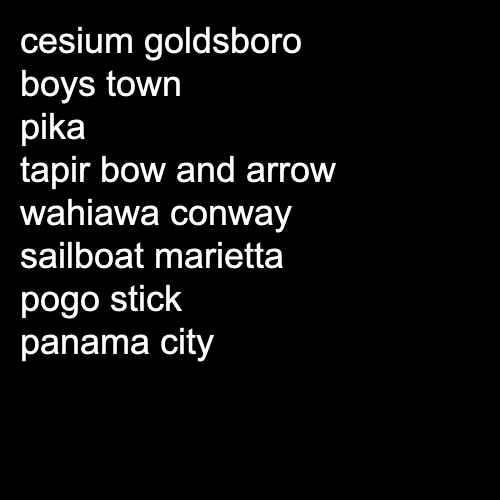 cesium goldsboro
boys town
pika
tapir bow and arrow
wahiawa conway
sailboat marietta
pogo stick
panama city